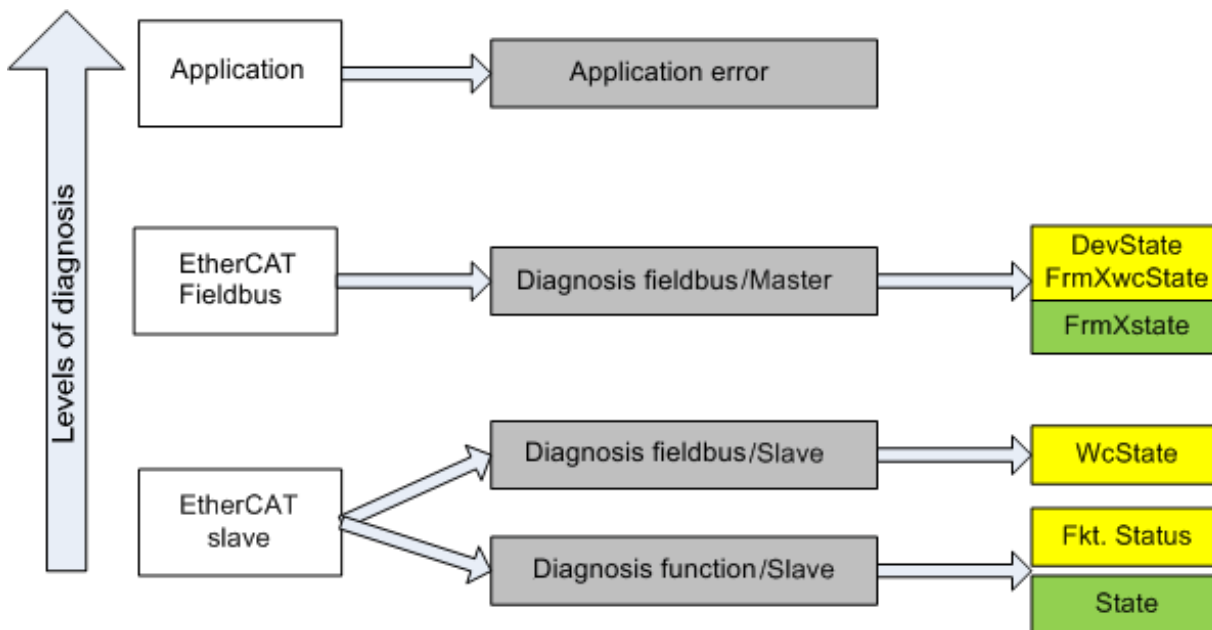 Levels of diagnosis
Application
Application error
EtherCAT
Fieldbus
Diagnosis fieldbus/Master
DevState
FrmXwcState
FrmXstate
EtherCAT
slave
Diagnosis fieldbus/Slave
WcState
Diagnosis function/Slave
Fkt. Status
State